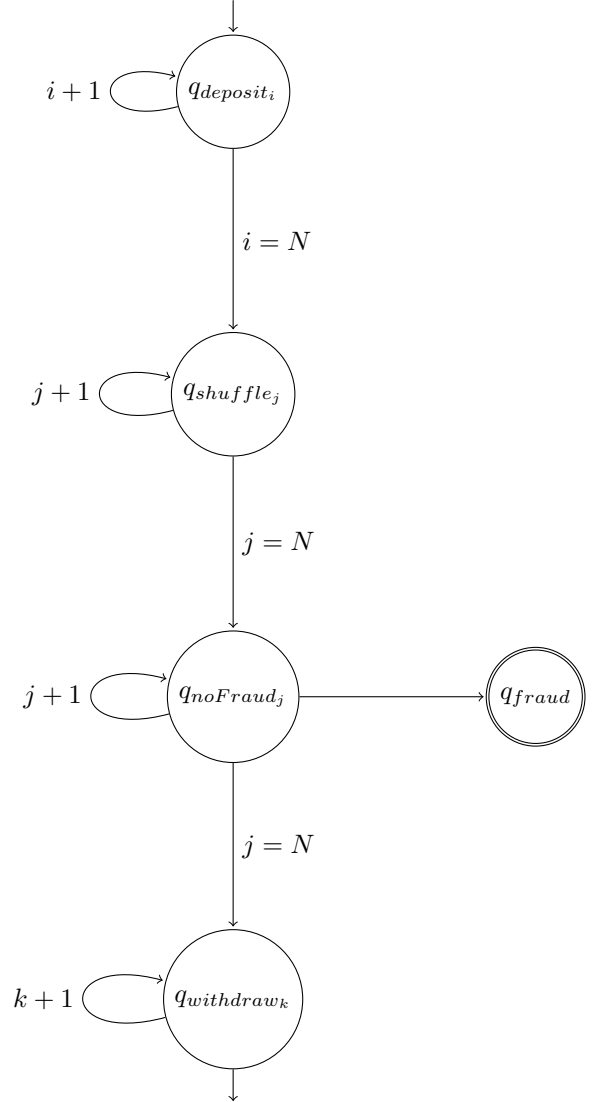 i + 1
q_{deposit_i}
i = N
j + 1
q_{shuffle_j}
j = N
j + 1
q_{noFraud_j}
q_{fraud}
j = N
k + 1
q_{withdraw_k}